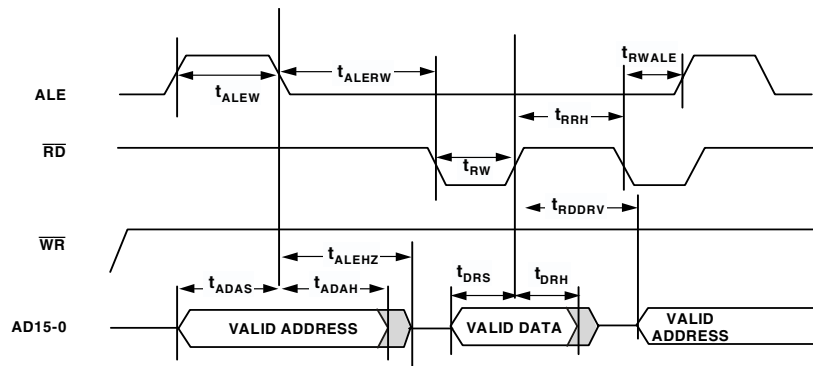 ALE
tALEW
tALERW
tRWALE
tRRH
RD
tRW
tRDDRV
WR
tALEHZ
tADAS
tADAH
tDRS
tDRH
AD15-0
VALID ADDRESS
VALID DATA
VALID
ADDRESS